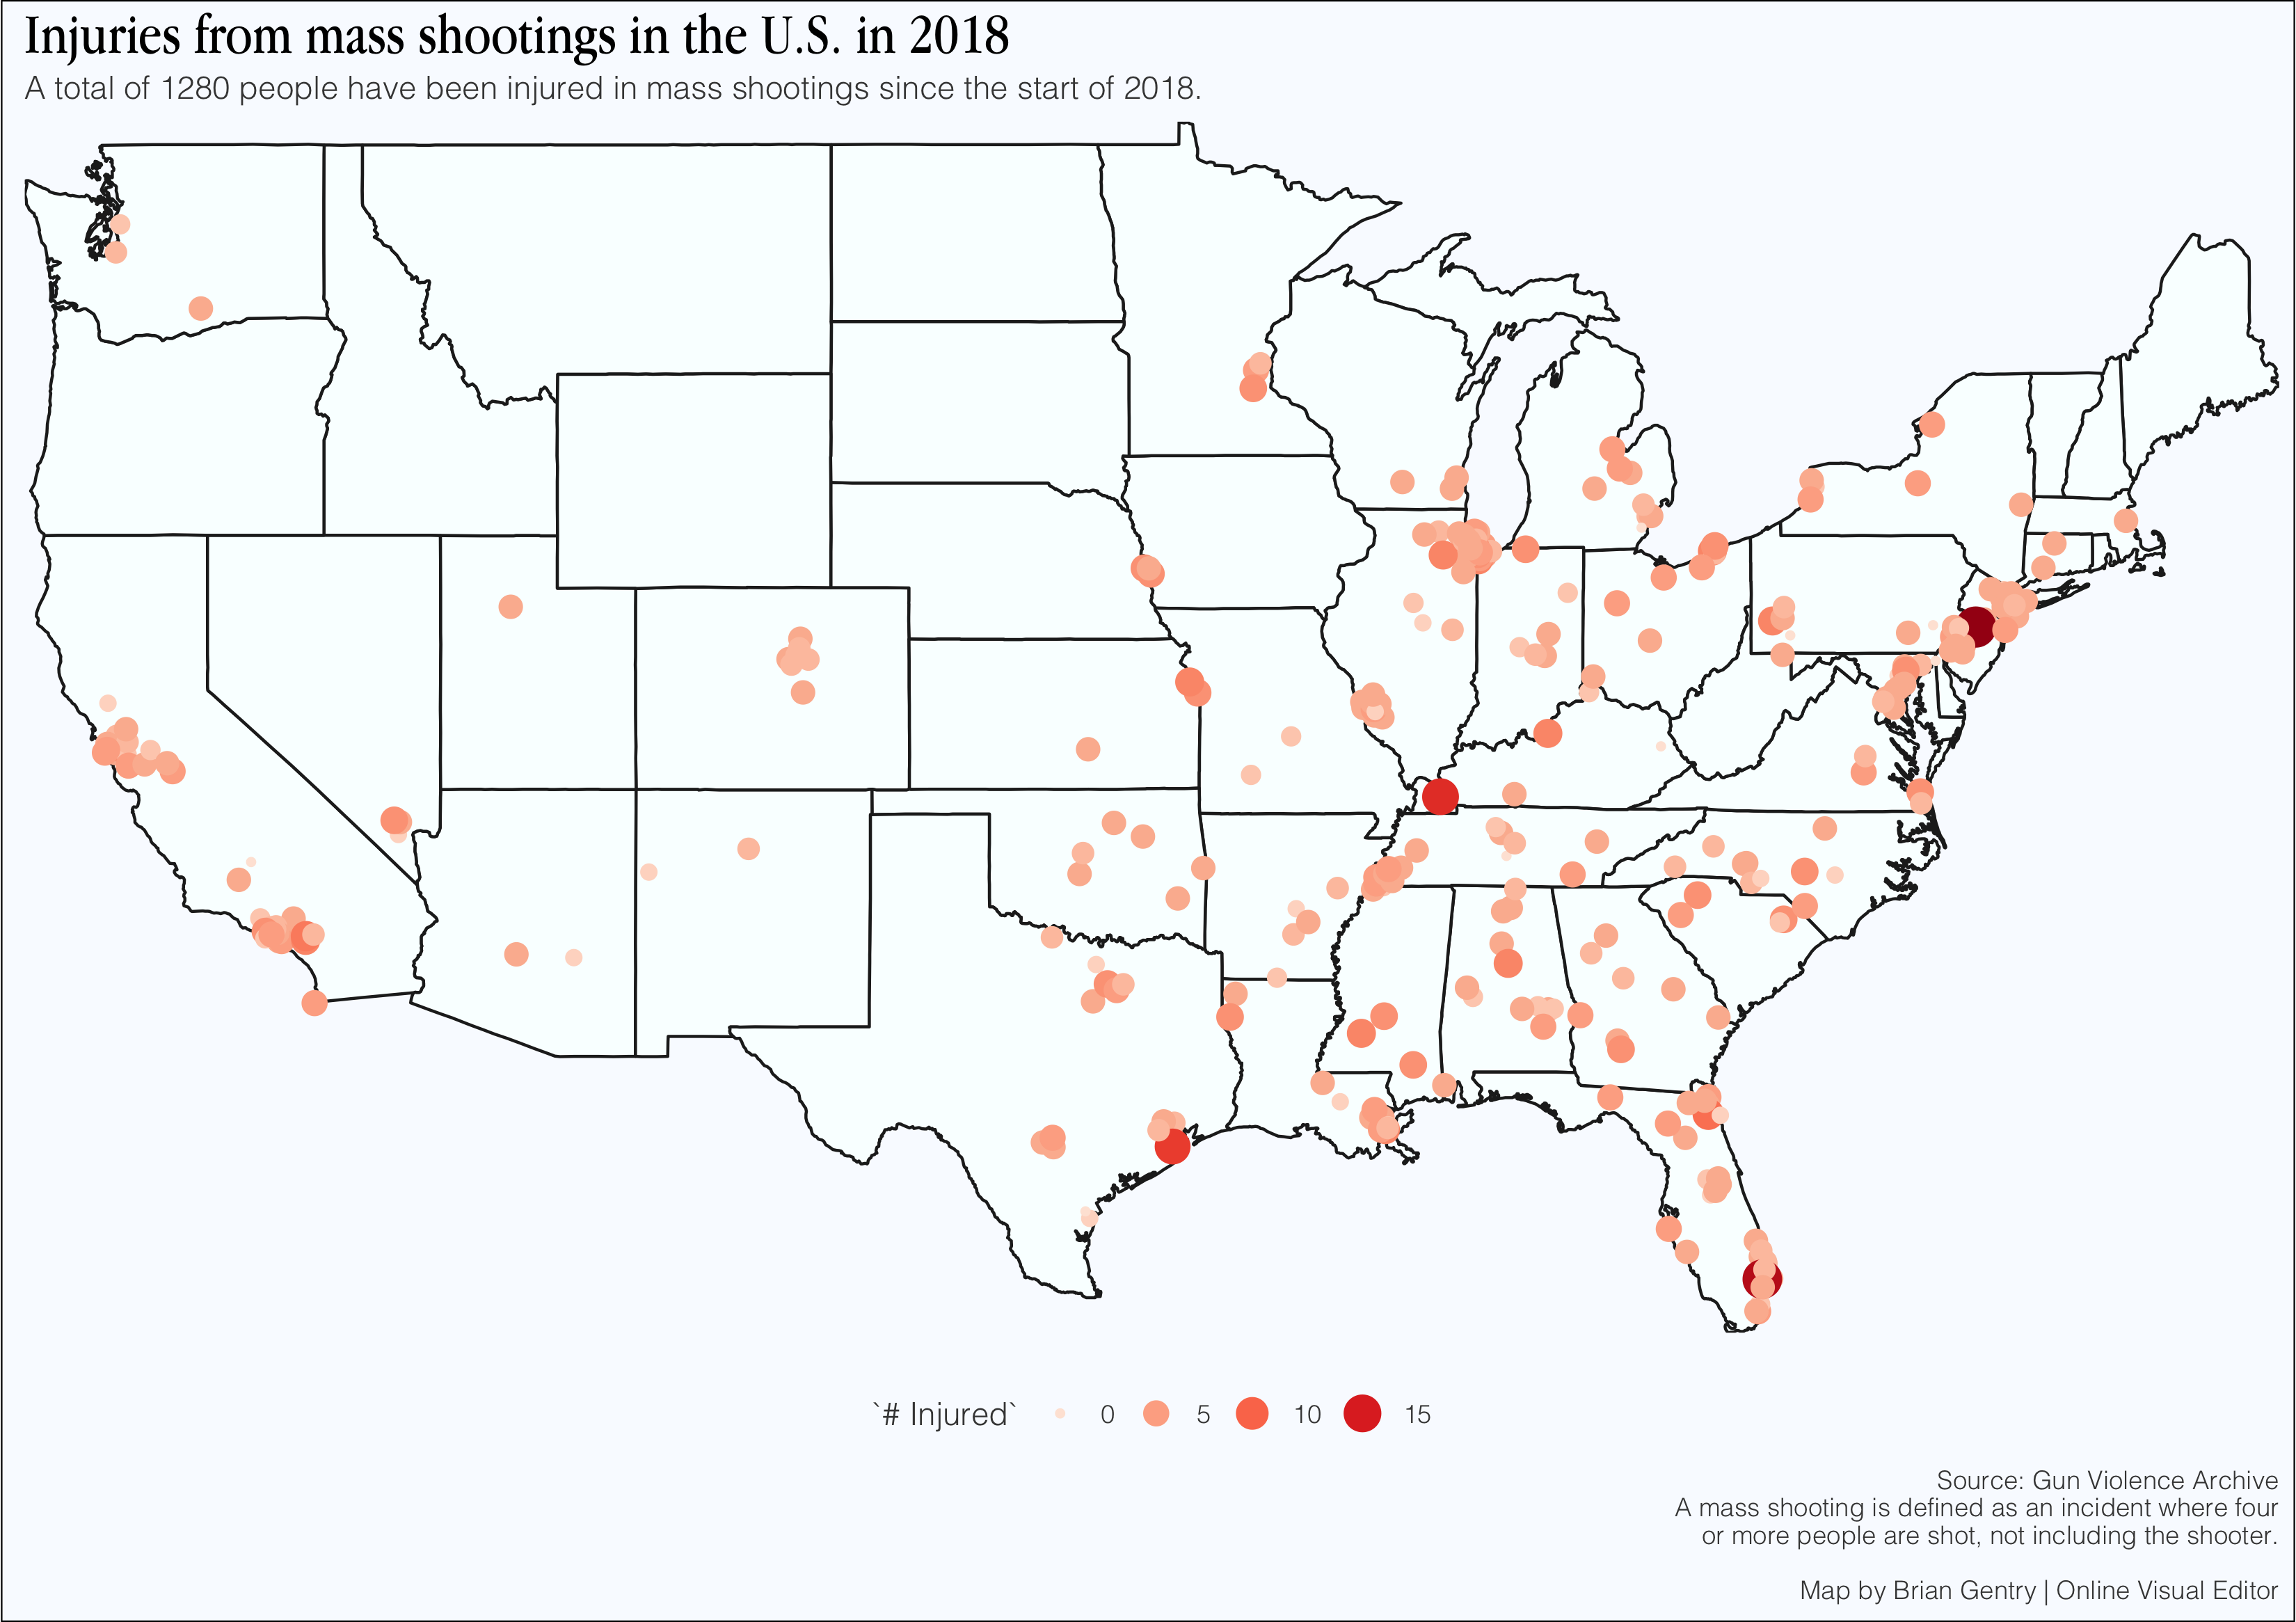 Injuries from mass shootings in the U.S. in 2018
A total of 1280 people have been injured in mass shootings since the start of 2018.
`# Injured` 0 5 10 15
Source: Gun Violence Archive
A mass shooting is defined as an incident where four
or more people are shot, not including the shooter.
Map by Brian Gentry | Online Visual Editor